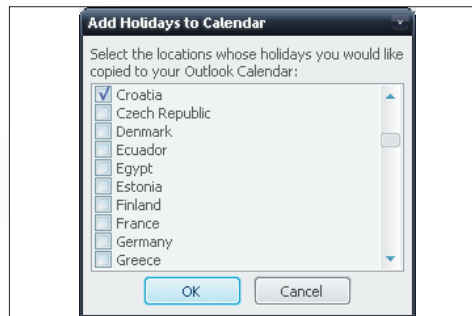 Add Holidays to Calendar
Select the locations whose holidays you would like
copied to your Outlook Calendar:
Croatia
Czech Republic
Denmark
Ecuador
Egypt
Estonia
Finland
France
Germany
Greece
OK
Cancel